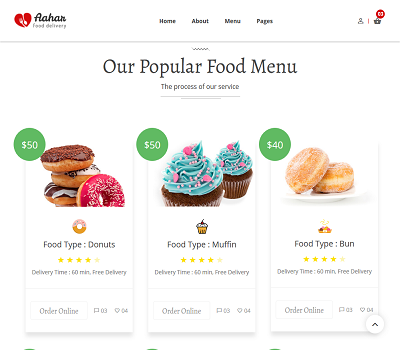 Aahar
food delivery
Home About Menu Pages
03
Our Popular Food Menu
The process of our service
$50 $50 $40
Food Type : Donuts Food Type : Muffin Food Type : Bun
Delivery Time : 60 min, Free Delivery Delivery Time : 60 min, Free Delivery Delivery Time : 60 min, Free Delivery
Order Online 03 04 Order Online 03 04 Order Online 03 04